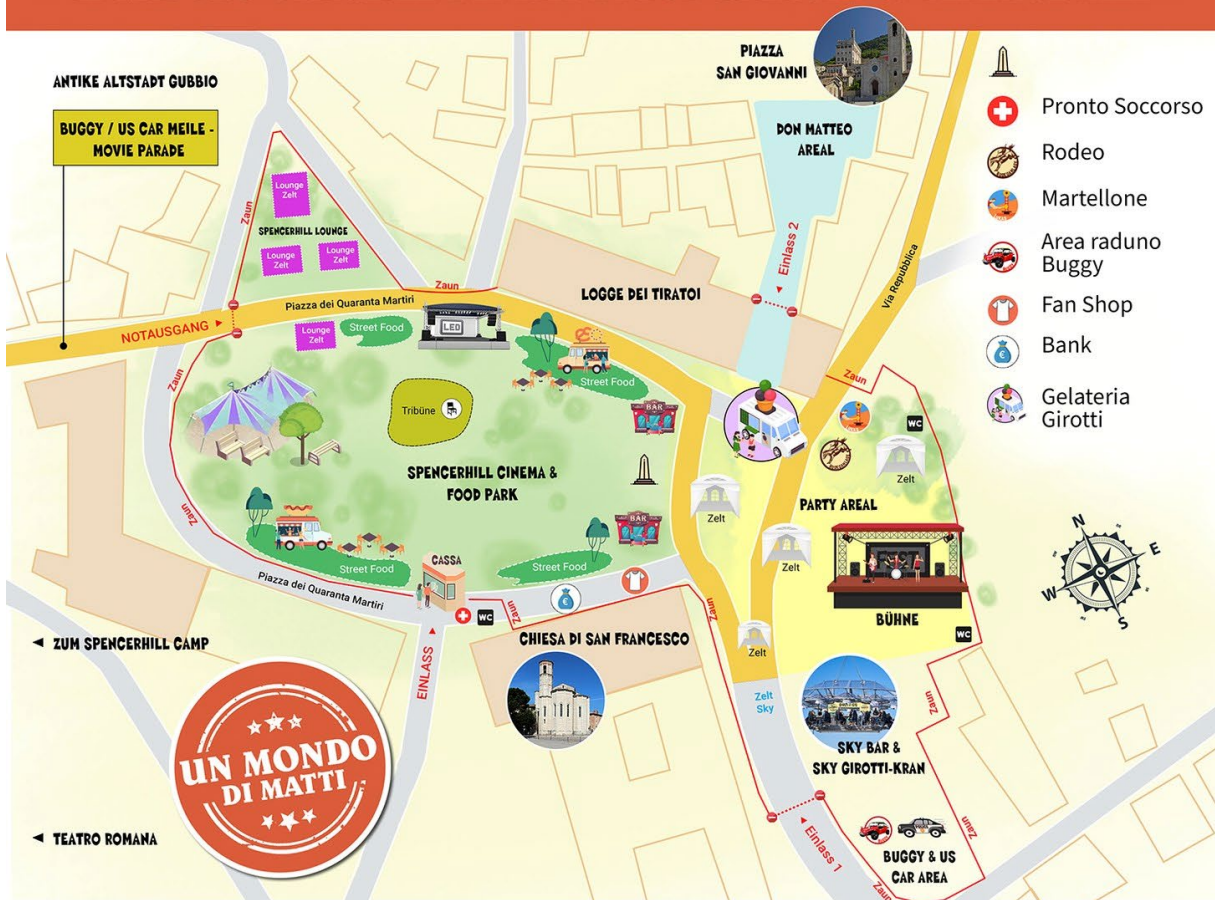 ANTIKE ALTSTADT GUBBIO
BUGGY / US CAR MEILE -
MOVIE PARADE
PIAZZA
SAN GIOVANNI
DON MATTEO
AREAL
Einlass 2
Pronto Soccorso
Rodeo
Martellone
Area raduno
Buggy
Fan Shop
Bank
Gelateria
Girotti
Lounge
Zelt
Zaun
SPENCERHILL LOUNGE
Lounge
Zelt
Lounge
Zelt
Zaun
LOGGE DEI TIRATOI
Via Repubblica
Piazza dei Quaranta Martiri
NOTAUSGANG
Lounge
Zelt
Street Food
LED
Street Food
Zaun
Zaun
Tribüne
BAR
WC
Zelt
SPENCERHILL CINEMA &
FOOD PARK
Zelt
PARTY AREAL
Zaun
Zaun
BAR
Zelt
Street Food
CASSA
Street Food
Piazza dei Quaranta Martiri
€
WC
Zaun
Zaun
BÜHNE
WC
N
E
S
W
ZUM SPENCERHILL CAMP
EINLASS
CHIESA DI SAN FRANCESCO
Zelt
Zelt
Sky
Zaun
SKY BAR &
SKY GIROTTI-KRAN
UN MONDO
DI MATTI
TEATRO ROMANA
Einlass 1
Zaun
BUGGY & US
CAR AREA
Zaun